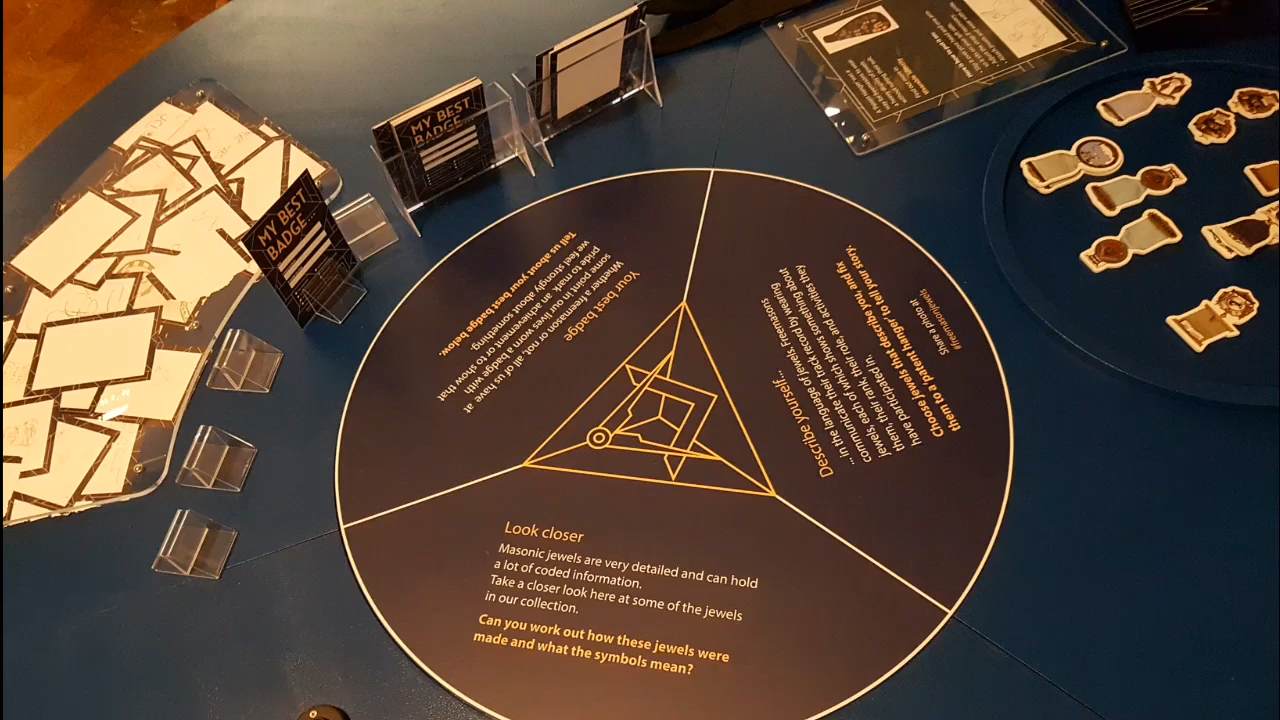 MY BEST
BADGE...
MY BEST
BADGE...
Your best badge
Whether a freemason or not, all of us have at
some point in our lives worn a badge with
pride to mark an achievement or to show that
we feel strongy about something.
Tell us about your best badge below.
Describe yourself...
... in the laguage of jewels. Freemasons
communicate their track record by wearing
jewels, each of which shows something about
them, their rank, their role and activities they
have participated in.
Choose jewels that describe you and fix
them to a patent hanger to tell your story.
Share a photo!
#freemasonjewels
Look closer
Masonic jewels are very detailed and can hold
a lot of coded information.
Take a closer look here at some of the jewels
in our collection.
Can you work out how these jewels were
made and what the symbols mean?